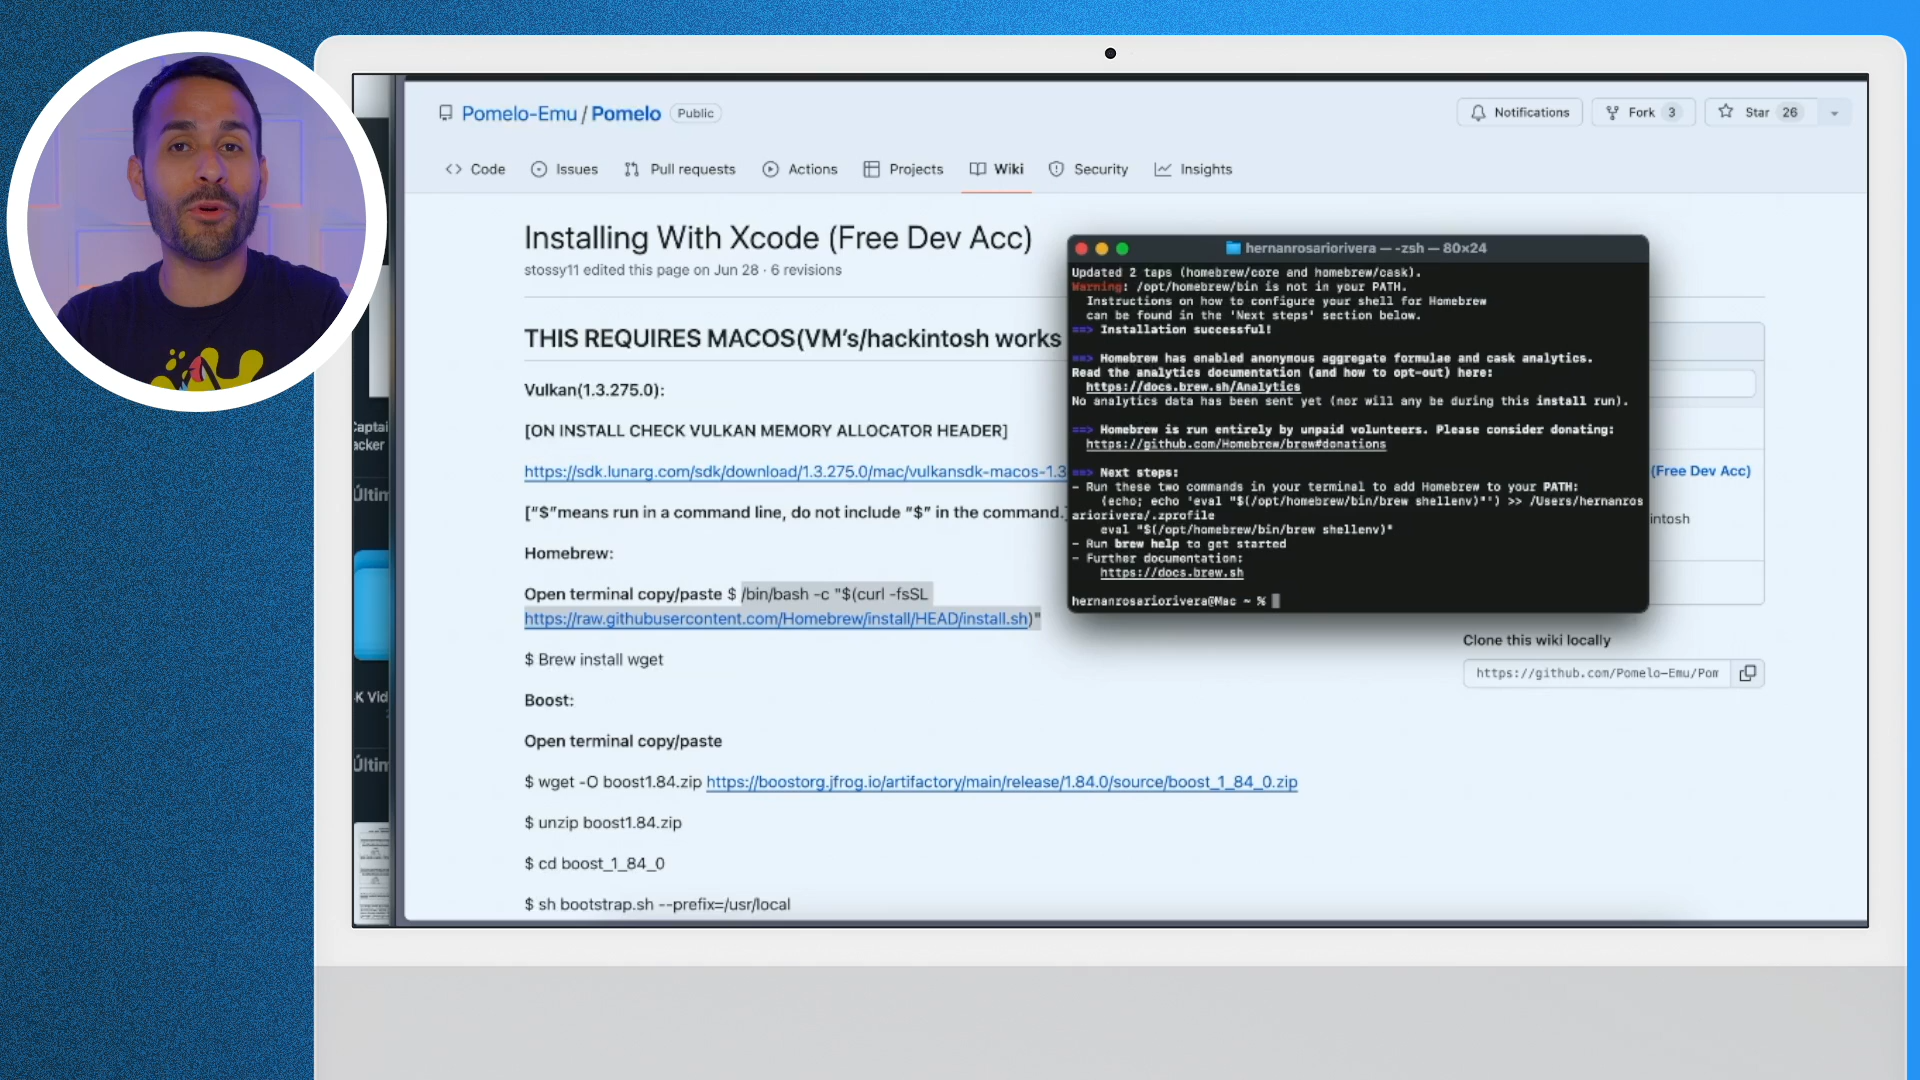 Pomelo-Emu / Pomelo Public
Notifications
Fork 3
Star 26
Code
Issues
Pull requests
Actions
Projects
Wiki
Security
Insights
Installing With Xcode (Free Dev Acc)
stossy11 edited this page on Jun 28 · 6 revisions
THIS REQUIRES MACOS(VM's/hackintosh works
Vulkan(1.3.275.0):
[ON INSTALL CHECK VULKAN MEMORY ALLOCATOR HEADER]
https://sdk.lunarg.com/sdk/download/1.3.275.0/mac/vulkansdk-macos-1.3
["$"means run in a command line, do not include "$" in the command.]
Homebrew:
Open terminal copy/paste $ /bin/bash -c "$(curl -fsSL
https://raw.githubusercontent.com/Homebrew/install/HEAD/install.sh)"
$ Brew install wget
Boost:
Open terminal copy/paste
$ wget -O boost1.84.zip https://boostorg.jfrog.io/artifactory/main/release/1.84.0/source/boost_1_84_0.zip
$ unzip boost1.84.zip
$ cd boost_1_84_0
$ sh bootstrap.sh --prefix=/usr/local
hernanrosariorivera — -zsh — 80×24
Updated 2 taps (homebrew/core and homebrew/cask).
Warning: /opt/homebrew/bin is not in your PATH.
Instructions on how to configure your shell for Homebrew
can be found in the 'Next steps' section below.
==> Installation successful!
==> Homebrew has enabled anonymous aggregate formulae and cask analytics.
Read the analytics documentation (and how to opt-out) here:
https://docs.brew.sh/Analytics
No analytics data has been sent yet (nor will any be during this install run).
==> Homebrew is run entirely by unpaid volunteers. Please consider donating:
https://github.com/Homebrew/brew#donations
==> Next steps:
- Run these two commands in your terminal to add Homebrew to your PATH:
(echo; echo 'eval "$(/opt/homebrew/bin/brew shellenv)"') >> /Users/hernanros
ariorivera/.zprofile
eval "$(/opt/homebrew/bin/brew shellenv)"
- Run brew help to get started
- Further documentation:
https://docs.brew.sh
hernanrosariorivera@Mac ~ %
(Free Dev Acc)
intosh
Clone this wiki locally
https://github.com/Pomelo-Emu/Pom
Captai
acker
Últim
K Vid
Últim